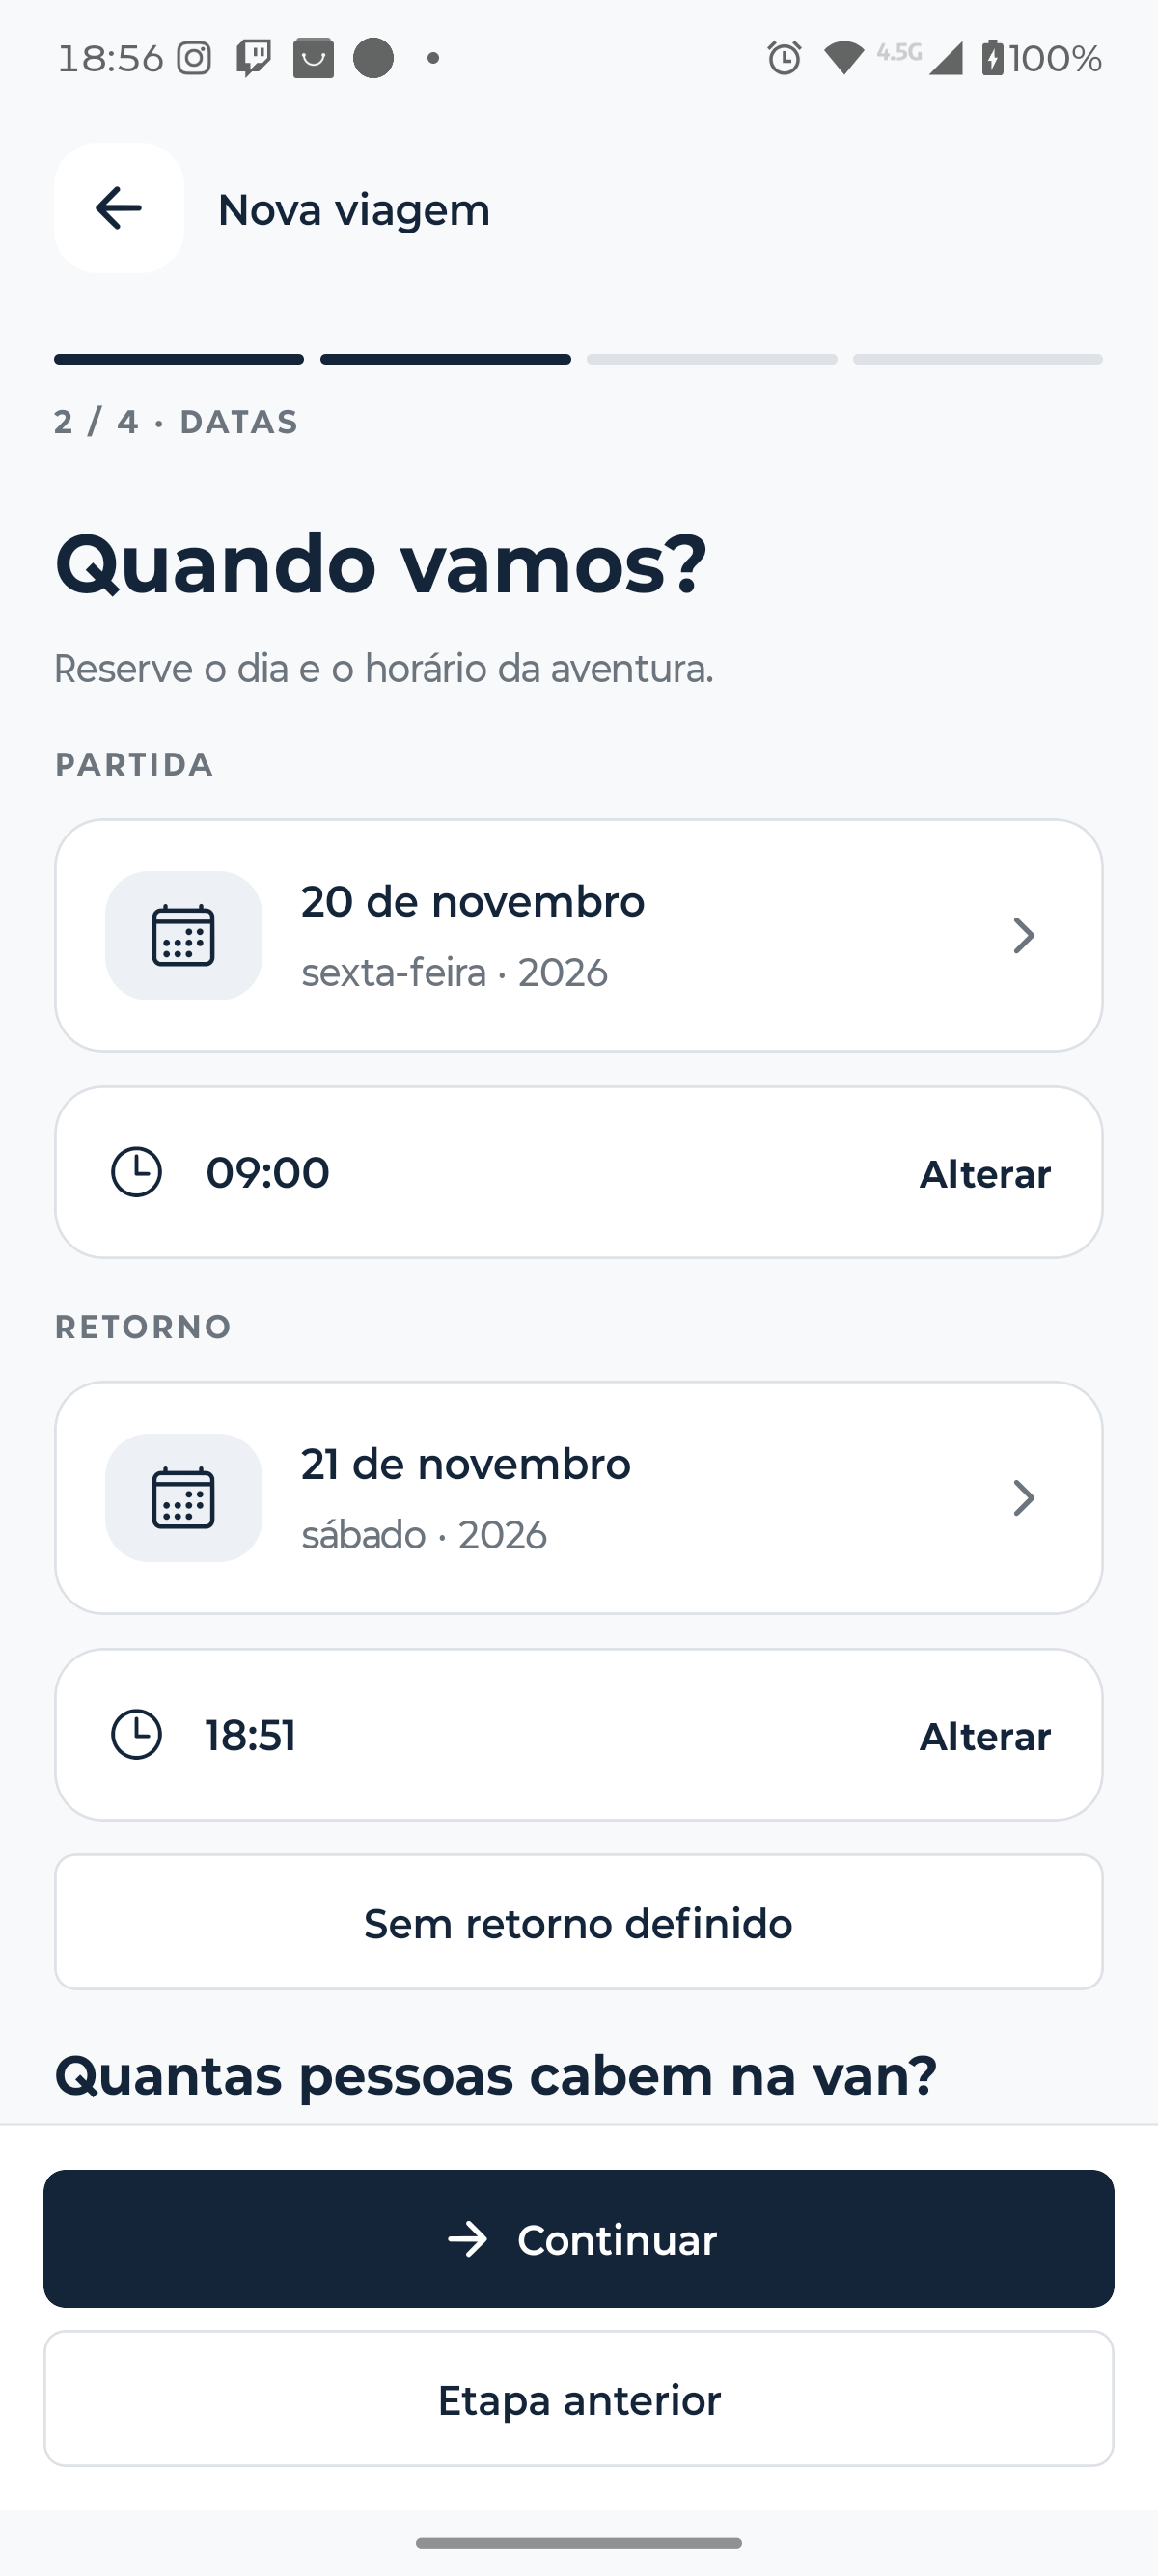 18:56
4.5G
100%
Nova viagem
2 / 4 · DATAS
Quando vamos?
Reserve o dia e o horário da aventura.
PARTIDA
20 de novembro
sexta-feira · 2026
09:00
Alterar
RETORNO
21 de novembro
sábado · 2026
18:51
Alterar
Sem retorno definido
Quantas pessoas cabem na van?
Continuar
Etapa anterior